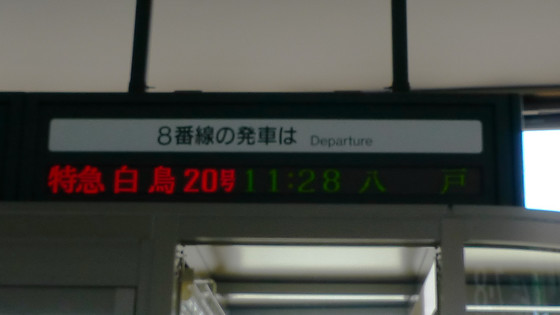 8番線の発車は Departure
特急 白鳥 20号 11:28 八戸